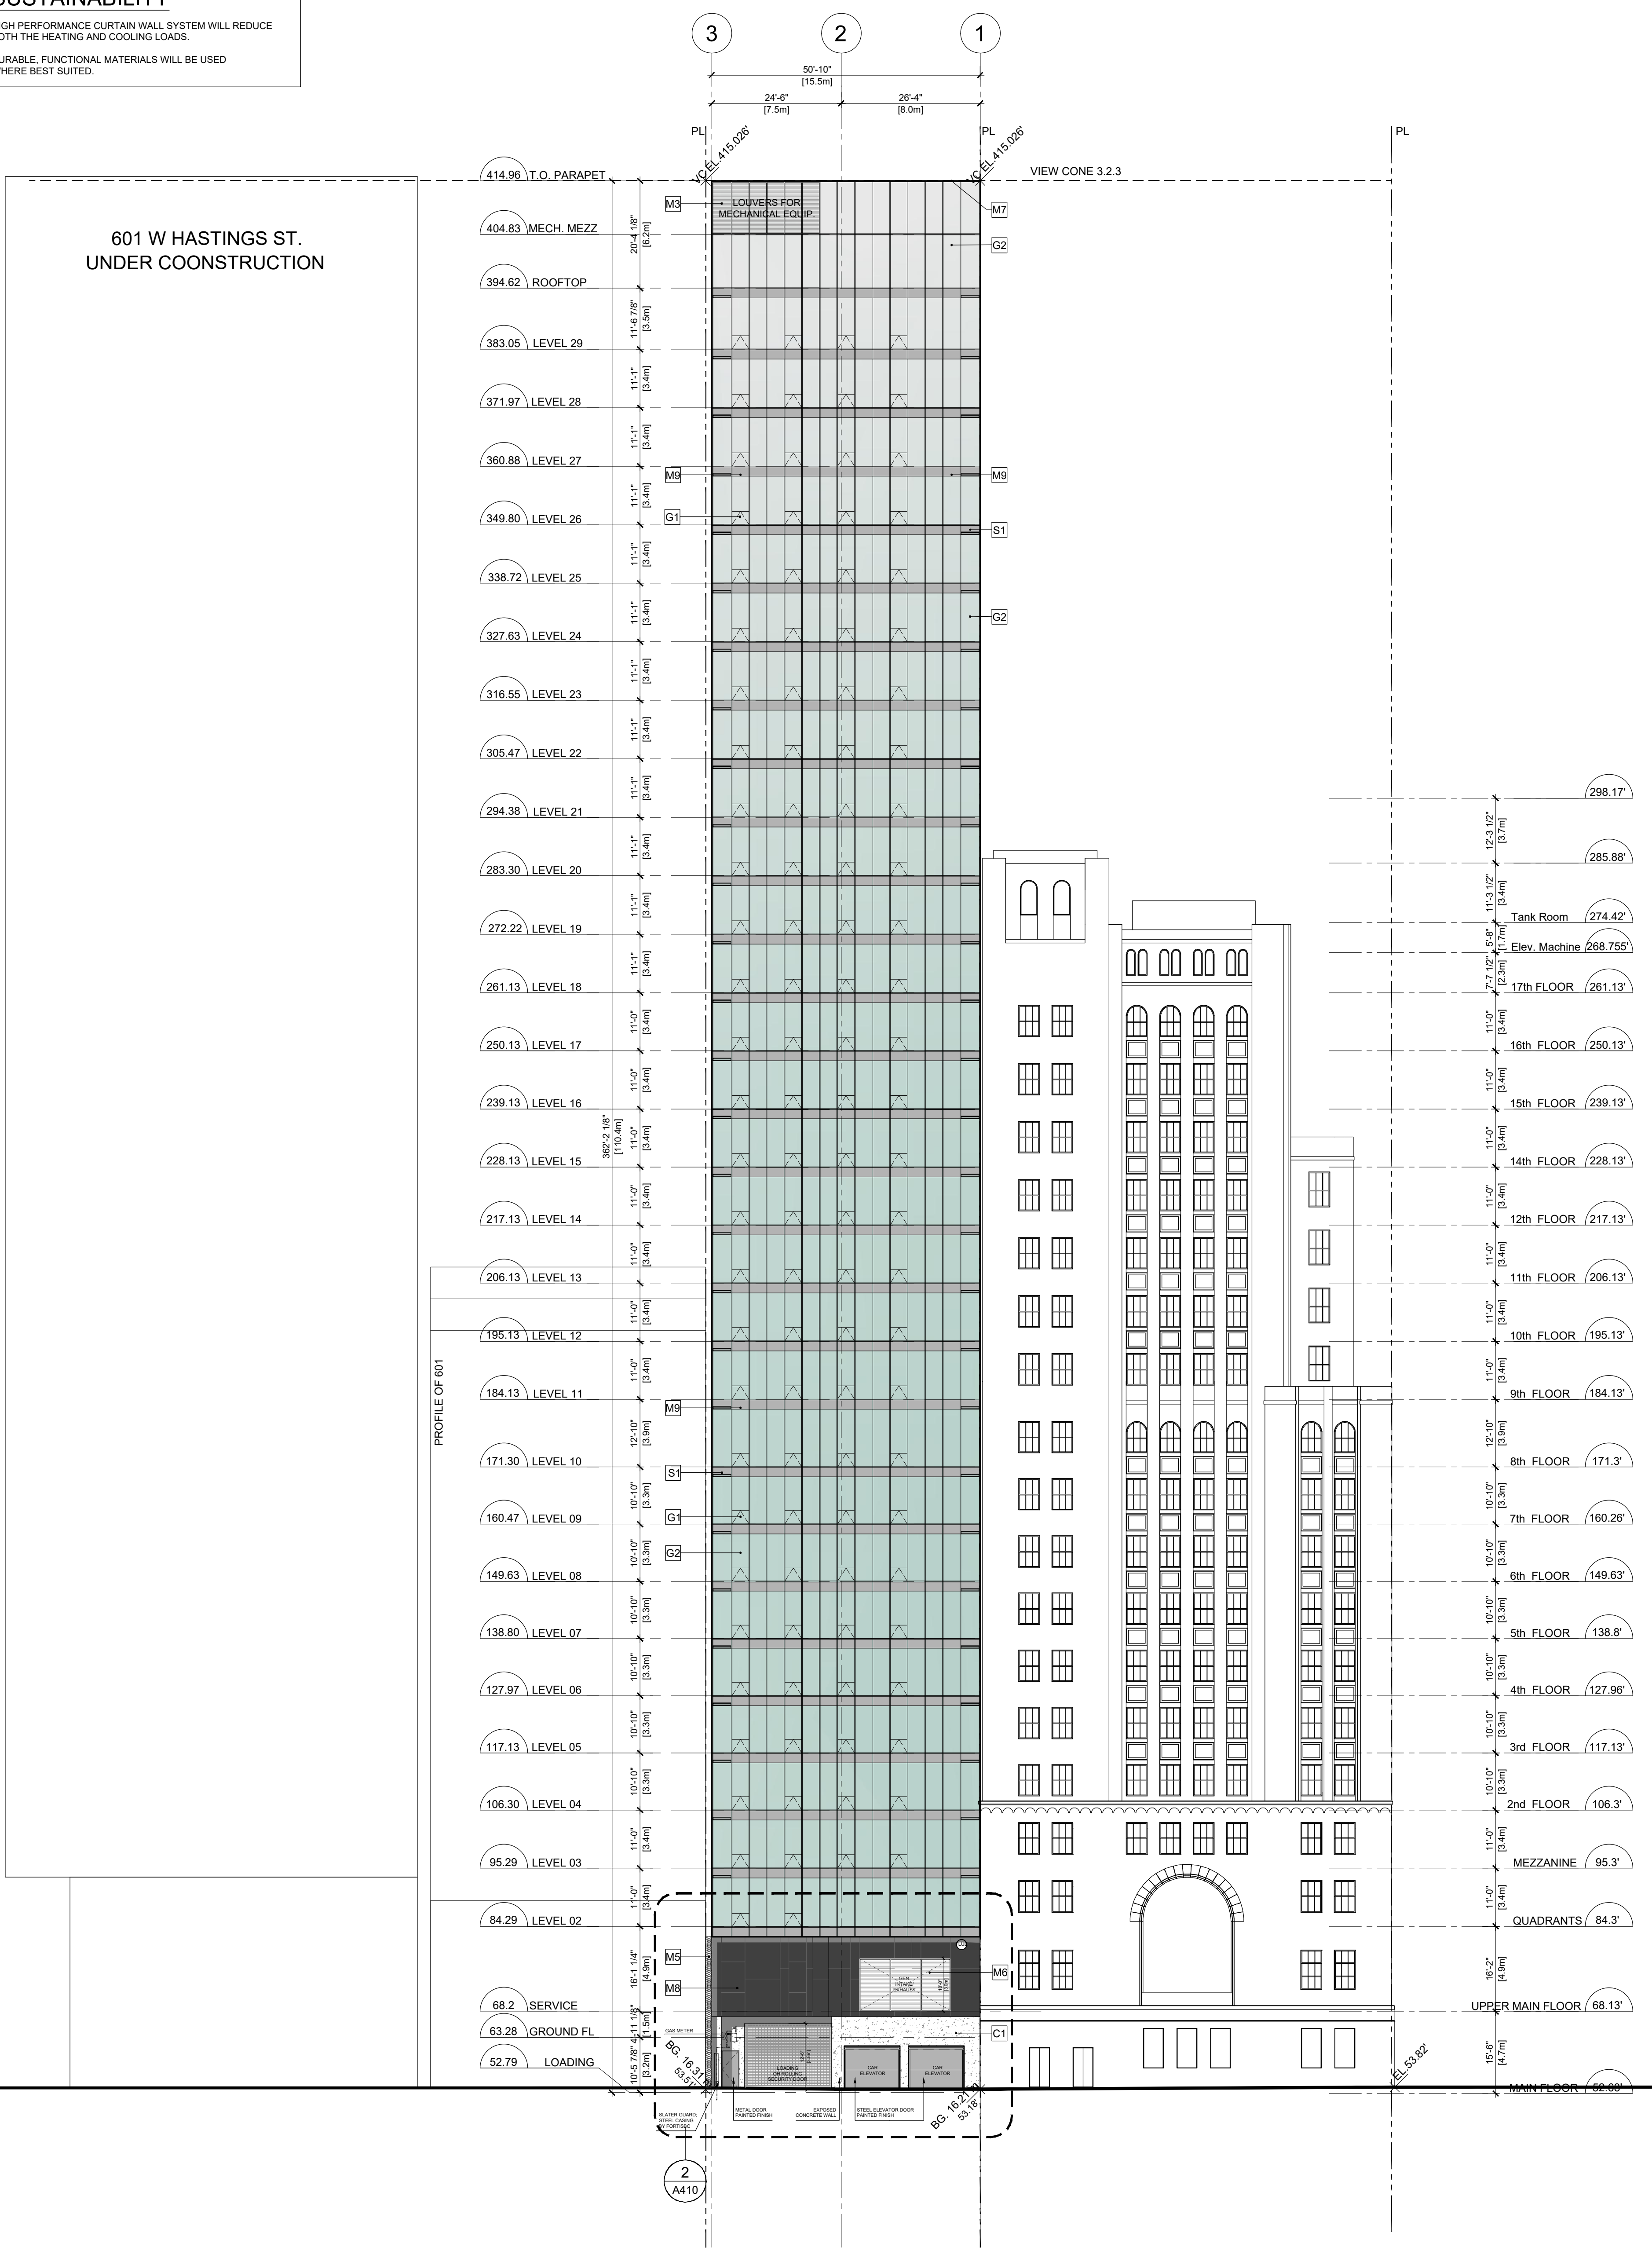 SUSTAINABILITY
GH PERFORMANCE CURTAIN WALL SYSTEM WILL REDUCE
OTH THE HEATING AND COOLING LOADS.
URABLE, FUNCTIONAL MATERIALS WILL BE USED
HERE BEST SUITED.
3
2
1
50'-10"
[15.5m]
24'-6"
[7.5m]
26'-4"
[8.0m]
PL
PL
PL
VC EL.415.026'
VC EL.415.026'
VIEW CONE 3.2.3
601 W HASTINGS ST.
UNDER COONSTRUCTION
PROFILE OF 601
414.96 T.O. PARAPET
404.83 MECH. MEZZ
394.62 ROOFTOP
383.05 LEVEL 29
371.97 LEVEL 28
360.88 LEVEL 27
349.80 LEVEL 26
338.72 LEVEL 25
327.63 LEVEL 24
316.55 LEVEL 23
305.47 LEVEL 22
294.38 LEVEL 21
283.30 LEVEL 20
272.22 LEVEL 19
261.13 LEVEL 18
250.13 LEVEL 17
239.13 LEVEL 16
228.13 LEVEL 15
217.13 LEVEL 14
206.13 LEVEL 13
195.13 LEVEL 12
184.13 LEVEL 11
171.30 LEVEL 10
160.47 LEVEL 09
149.63 LEVEL 08
138.80 LEVEL 07
127.97 LEVEL 06
117.13 LEVEL 05
106.30 LEVEL 04
95.29 LEVEL 03
84.29 LEVEL 02
68.2 SERVICE
63.28 GROUND FL
52.79 LOADING
362'-2 1/8"
[110.4m]
20'-4 1/8"
[6.2m]
11'-6 7/8"
[3.5m]
11'-1"
[3.4m]
11'-1"
[3.4m]
11'-1"
[3.4m]
11'-1"
[3.4m]
11'-1"
[3.4m]
11'-1"
[3.4m]
11'-1"
[3.4m]
11'-1"
[3.4m]
11'-1"
[3.4m]
11'-1"
[3.4m]
11'-1"
[3.4m]
11'-0"
[3.4m]
11'-0"
[3.4m]
11'-0"
[3.4m]
11'-0"
[3.4m]
11'-0"
[3.4m]
11'-0"
[3.4m]
11'-0"
[3.4m]
12'-10"
[3.9m]
10'-10"
[3.3m]
10'-10"
[3.3m]
10'-10"
[3.3m]
10'-10"
[3.3m]
10'-10"
[3.3m]
10'-10"
[3.3m]
11'-0"
[3.4m]
11'-0"
[3.4m]
16'-1 1/4"
[4.9m]
4'-11 1/8"
[1.5m]
10'-5 7/8"
[3.2m]
M3
LOUVERS FOR
MECHANICAL EQUIP.
M7
G2
M9
M9
G1
S1
G2
M9
S1
G1
G2
M5
M8
M6
C1
GEN.
INTAKE/
GAS METER
LOADING
OH ROLLING
SECURITY DOOR
CAR
ELEVATOR
CAR
ELEVATOR
BG. 16.31 m
53.51'
BG. 16.21 m
53.18'
SLATER GUARD;
STEEL CASING
BY FORTISBC
METAL DOOR
PAINTED FINISH
EXPOSED
CONCRETE WALL
STEEL ELEVATOR DOOR
PAINTED FINISH
2
A410
298.17'
285.88'
Tank Room 274.42'
Elev. Machine 268.755'
17th FLOOR 261.13'
16th FLOOR 250.13'
15th FLOOR 239.13'
14th FLOOR 228.13'
12th FLOOR 217.13'
11th FLOOR 206.13'
10th FLOOR 195.13'
9th FLOOR 184.13'
8th FLOOR 171.3'
7th FLOOR 160.26'
6th FLOOR 149.63'
5th FLOOR 138.8'
4th FLOOR 127.96'
3rd FLOOR 117.13'
2nd FLOOR 106.3'
MEZZANINE 95.3'
QUADRANTS 84.3'
UPPER MAIN FLOOR 68.13'
MAIN FLOOR 52.63'
12'-3 1/2"
[3.7m]
11'-3 1/2"
[3.4m]
5'-8"
[1.7m]
7'-7 1/2"
[2.3m]
11'-0"
[3.4m]
11'-0"
[3.4m]
11'-0"
[3.4m]
11'-0"
[3.4m]
11'-0"
[3.4m]
11'-0"
[3.4m]
11'-0"
[3.4m]
12'-10"
[3.9m]
10'-10"
[3.3m]
10'-10"
[3.3m]
10'-10"
[3.3m]
10'-10"
[3.3m]
10'-10"
[3.3m]
10'-10"
[3.3m]
11'-0"
[3.4m]
11'-0"
[3.4m]
16'-2"
[4.9m]
15'-6"
[4.7m]
EL.53.82'